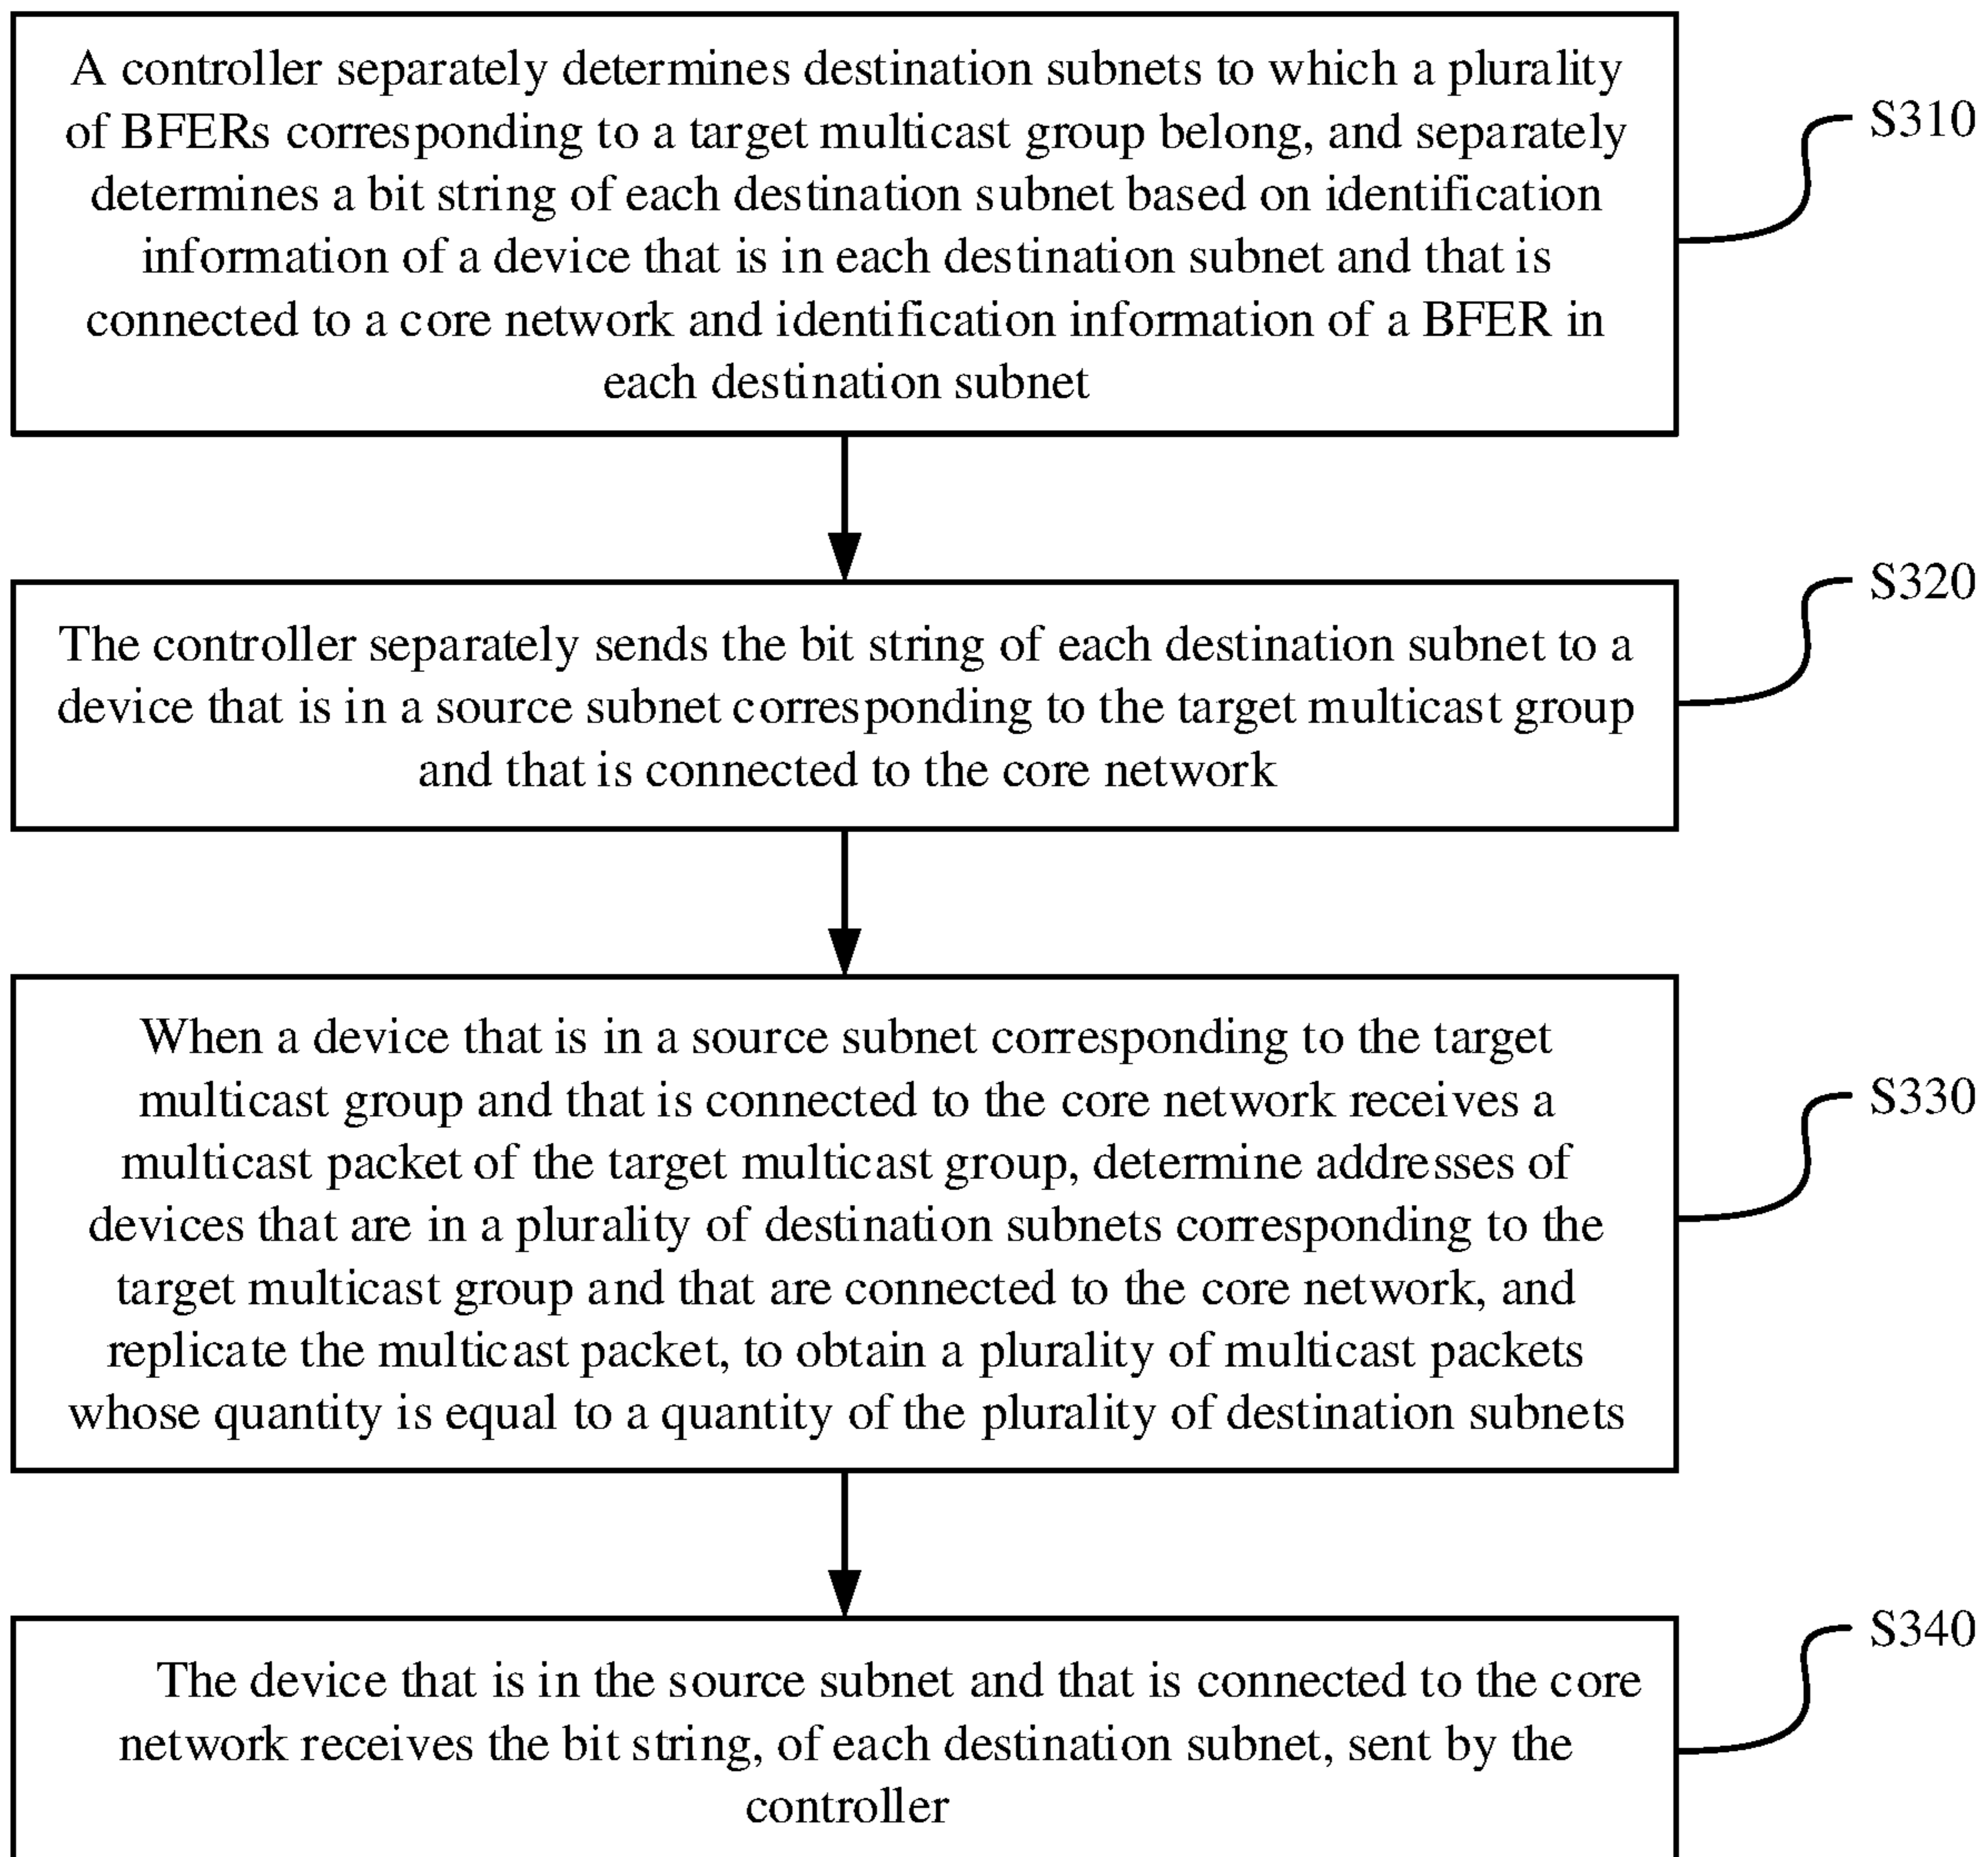 A controller separately determines destination subnets to which a plurality
of BFERs corresponding to a target multicast group belong, and separately
determines a bit string of each destination subnet based on identification
information of a device that is in each destination subnet and that is
connected to a core network and identification information of a BFER in
each destination subnet
S310
The controller separately sends the bit string of each destination subnet to a
device that is in a source subnet corresponding to the target multicast group
and that is connected to the core network
S320
When a device that is in a source subnet corresponding to the target
multicast group and that is connected to the core network receives a
multicast packet of the target multicast group, determine addresses of
devices that are in a plurality of destination subnets corresponding to the
target multicast group and that are connected to the core network, and
replicate the multicast packet, to obtain a plurality of multicast packets
whose quantity is equal to a quantity of the plurality of destination subnets
S330
The device that is in the source subnet and that is connected to the core
network receives the bit string, of each destination subnet, sent by the
controller
S340